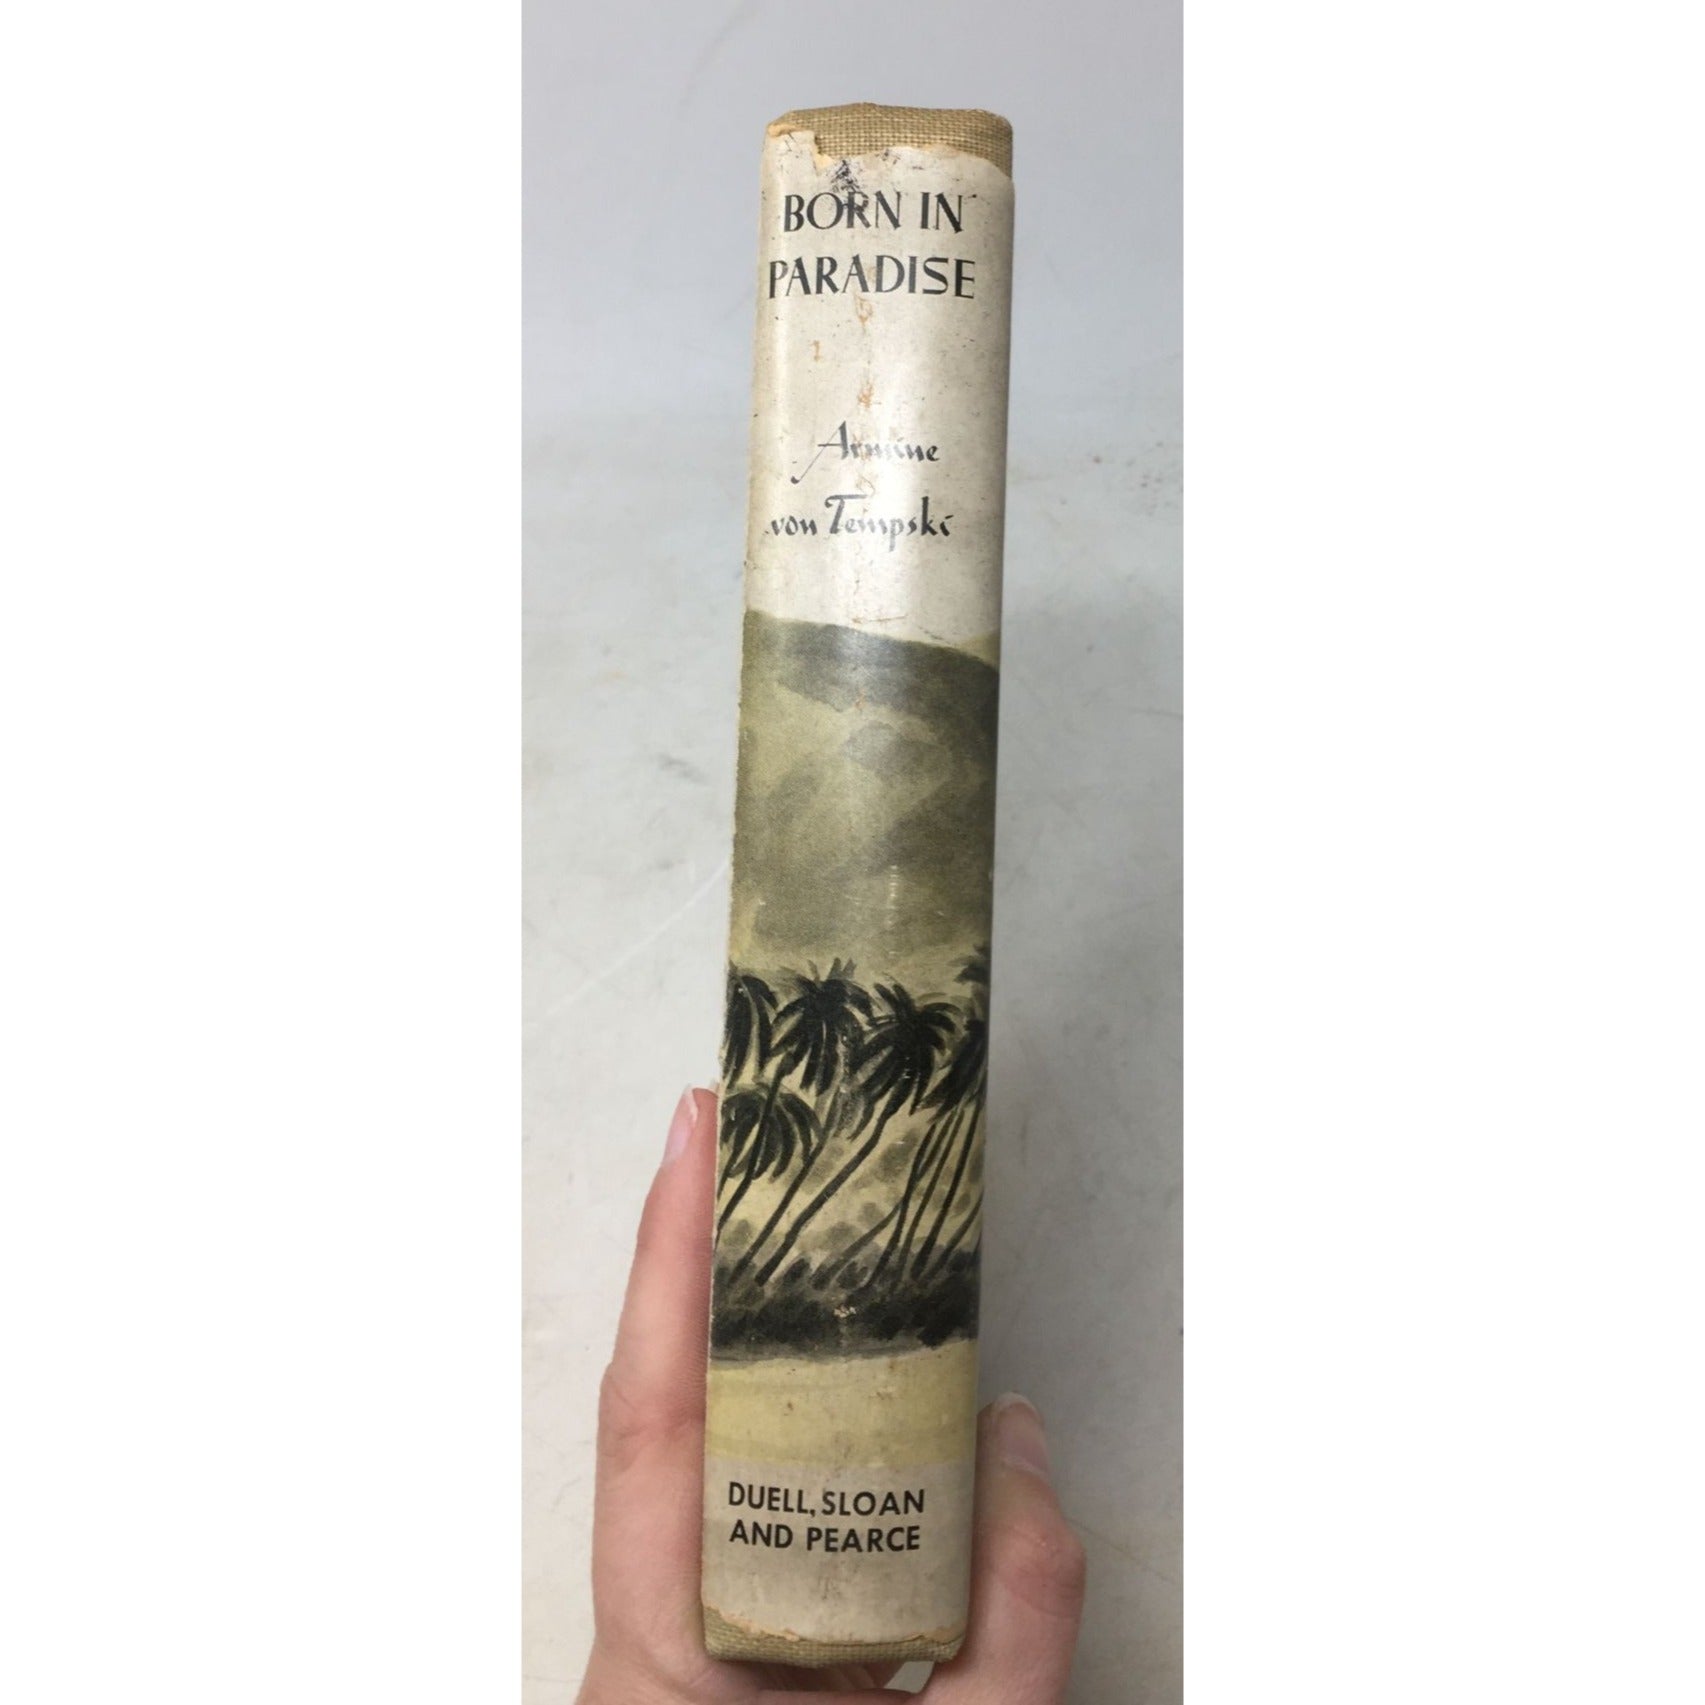 BORN IN
PARADISE
Armine
von Tempski
DUELL, SLOAN
AND PEARCE